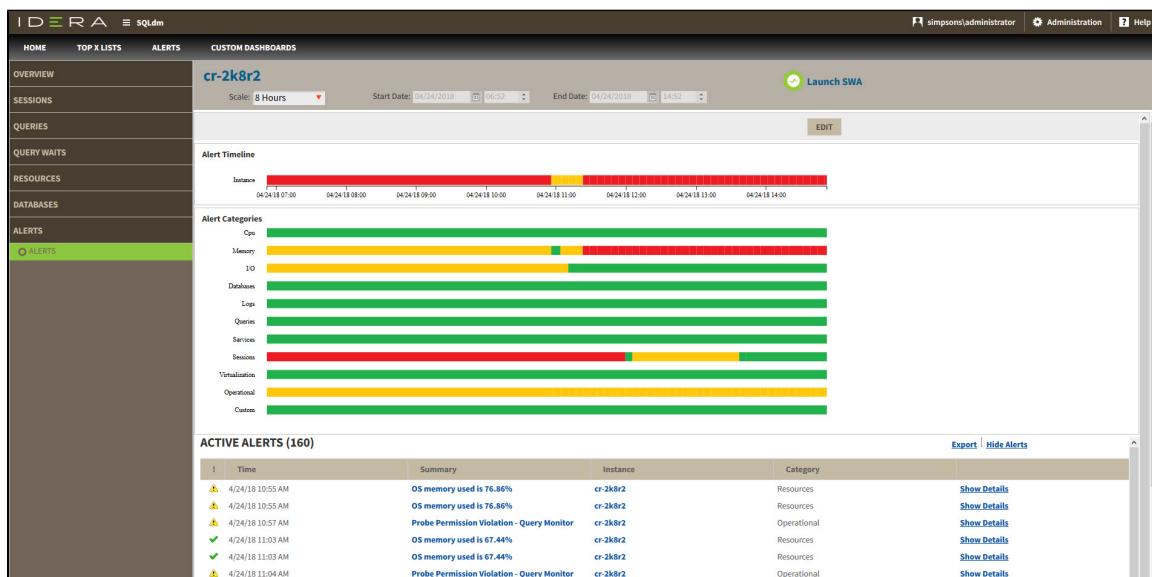 IDERA ≡ SQLdm simpsons\administrator Administration ? Help
HOME TOP X LISTS ALERTS CUSTOM DASHBOARDS
OVERVIEW
SESSIONS
QUERIES
QUERY WAITS
RESOURCES
DATABASES
ALERTS
ALERTS
cr-2k8r2
Launch SWA
Scale: 8 Hours Start Date: 04/24/2018 06:52 End Date: 04/24/2018 14:52
EDIT
Alert Timeline
Instance
04/24/18 07:00 04/24/18 08:00 04/24/18 09:00 04/24/18 10:00 04/24/18 11:00 04/24/18 12:00 04/24/18 13:00 04/24/18 14:00
Alert Categories
Cpu
Memory
I/O
Databases
Logs
Queries
Services
Sessions
Virtualization
Operational
Custom
ACTIVE ALERTS (160) Export Hide Alerts
! Time Summary Instance Category
4/24/18 10:55 AM OS memory used is 76.86% cr-2k8r2 Resources Show Details
4/24/18 10:55 AM OS memory used is 76.86% cr-2k8r2 Resources Show Details
4/24/18 10:57 AM Probe Permission Violation - Query Monitor cr-2k8r2 Operational Show Details
4/24/18 11:03 AM OS memory used is 67.44% cr-2k8r2 Resources Show Details
4/24/18 11:03 AM OS memory used is 67.44% cr-2k8r2 Resources Show Details
4/24/18 11:04 AM Probe Permission Violation - Query Monitor cr-2k8r2 Operational Show Details